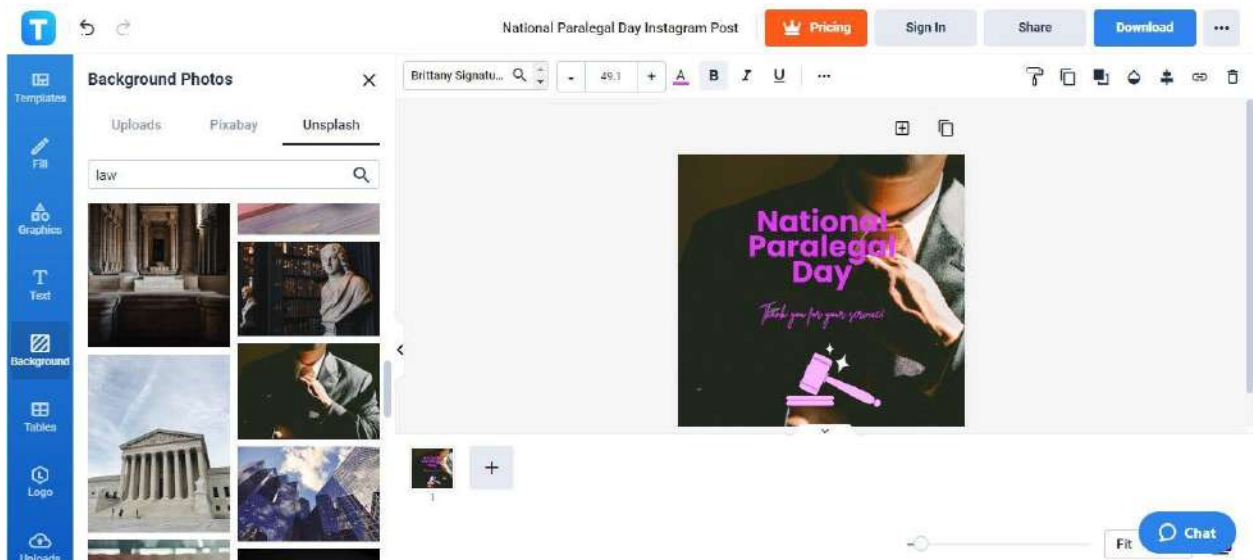 T
National Paralegal Day Instagram Post
Pricing
Sign In
Share
Download
Templates
Fill
Graphics
Text
Background
Tables
Logo
Uploads
Background Photos
Uploads Pixabay Unsplash
law
Brittany Signatu...
- 49.1 + A B I U
National
Paralegal
Day
Thank you for your services!
1
Fit
Chat